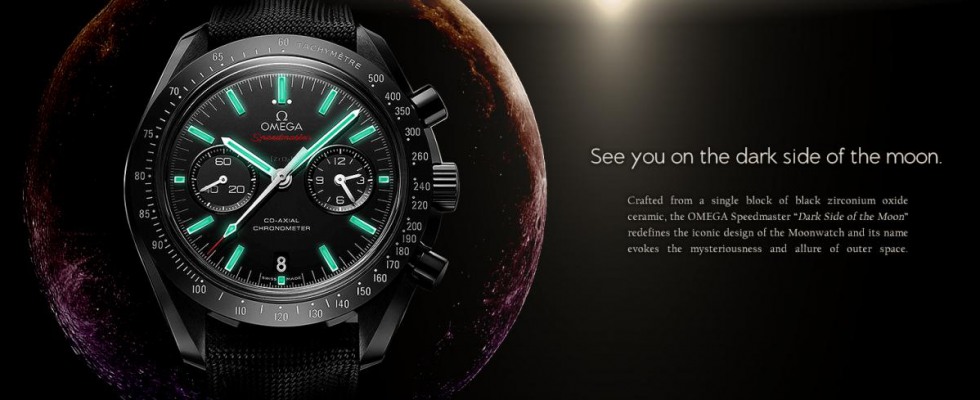 60 TACHYMÈTRE
65
70
75
80
85
90
100
110
120
130
140
150
160
170
180
190
200
220
240
260
300
350
400
500
Ω
OMEGA
Speedmaster
60
10 20
12
9 3
6
CO-AXIAL
CHRONOMETER
8
SWISS MADE
See you on the dark side of the moon.
Crafted from a single block of black zirconium oxide
ceramic, the OMEGA Speedmaster "Dark Side of the Moon"
redefines the iconic design of the Moonwatch and its name
evokes the mysteriousness and allure of outer space.